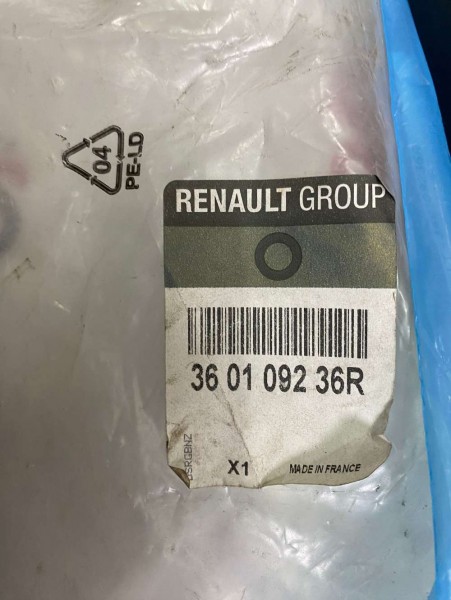 04
PE-LD
RENAULT GROUP
36 01 092 36R
X1
MADE IN FRANCE